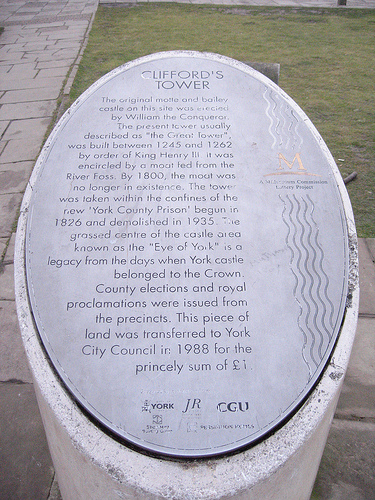 CLIFFORD'S
TOWER
The original motte and bailey
castle on this site was erected
by William the Conqueror.
The present tower usually
described as "the Great Tower",
was built between 1245 and 1262
by order of King Henry III. it was
encircled by a moat fed from the
River Foss. By 1800, the moat was
no longer in existence. The tower
was taken within the confines of the
new 'York County Prison' begun in
1826 and demolished in 1935. The
grassed centre of the castle area
known as the "Eye of York" is a
legacy from the days when York castle
belonged to the Crown.
County elections and royal
proclamations were issued from
the precincts. This piece of
land was transferred to York
City Council in 1988 for the
princely sum of £1.
M
A Millennium Commission
Lottery Project
YORK
JR
CGU